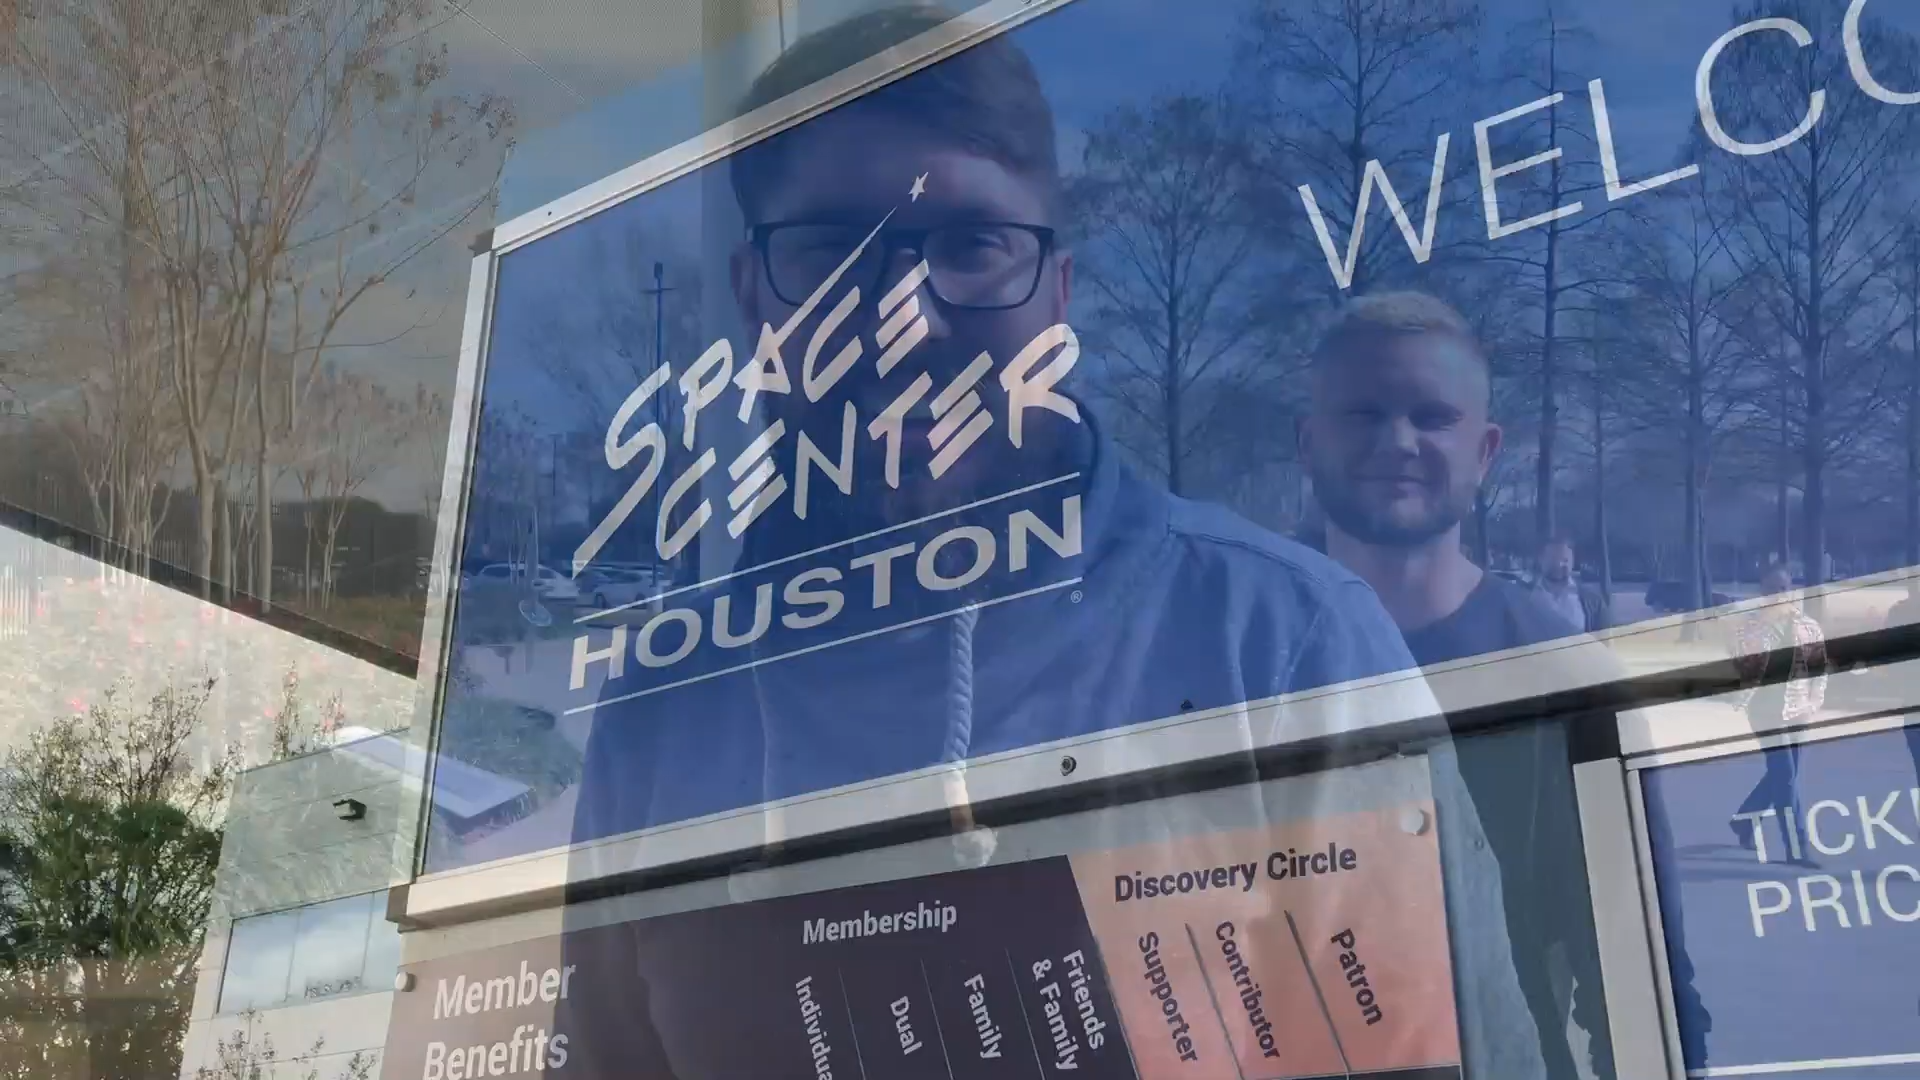 WELCO
SPACE
CENTER
HOUSTON®
TICK
PRIC
Member
Benefits
Membership
Individua
Dual
Family
Friends
& Family
Discovery Circle
Supporter
Contributor
Patron